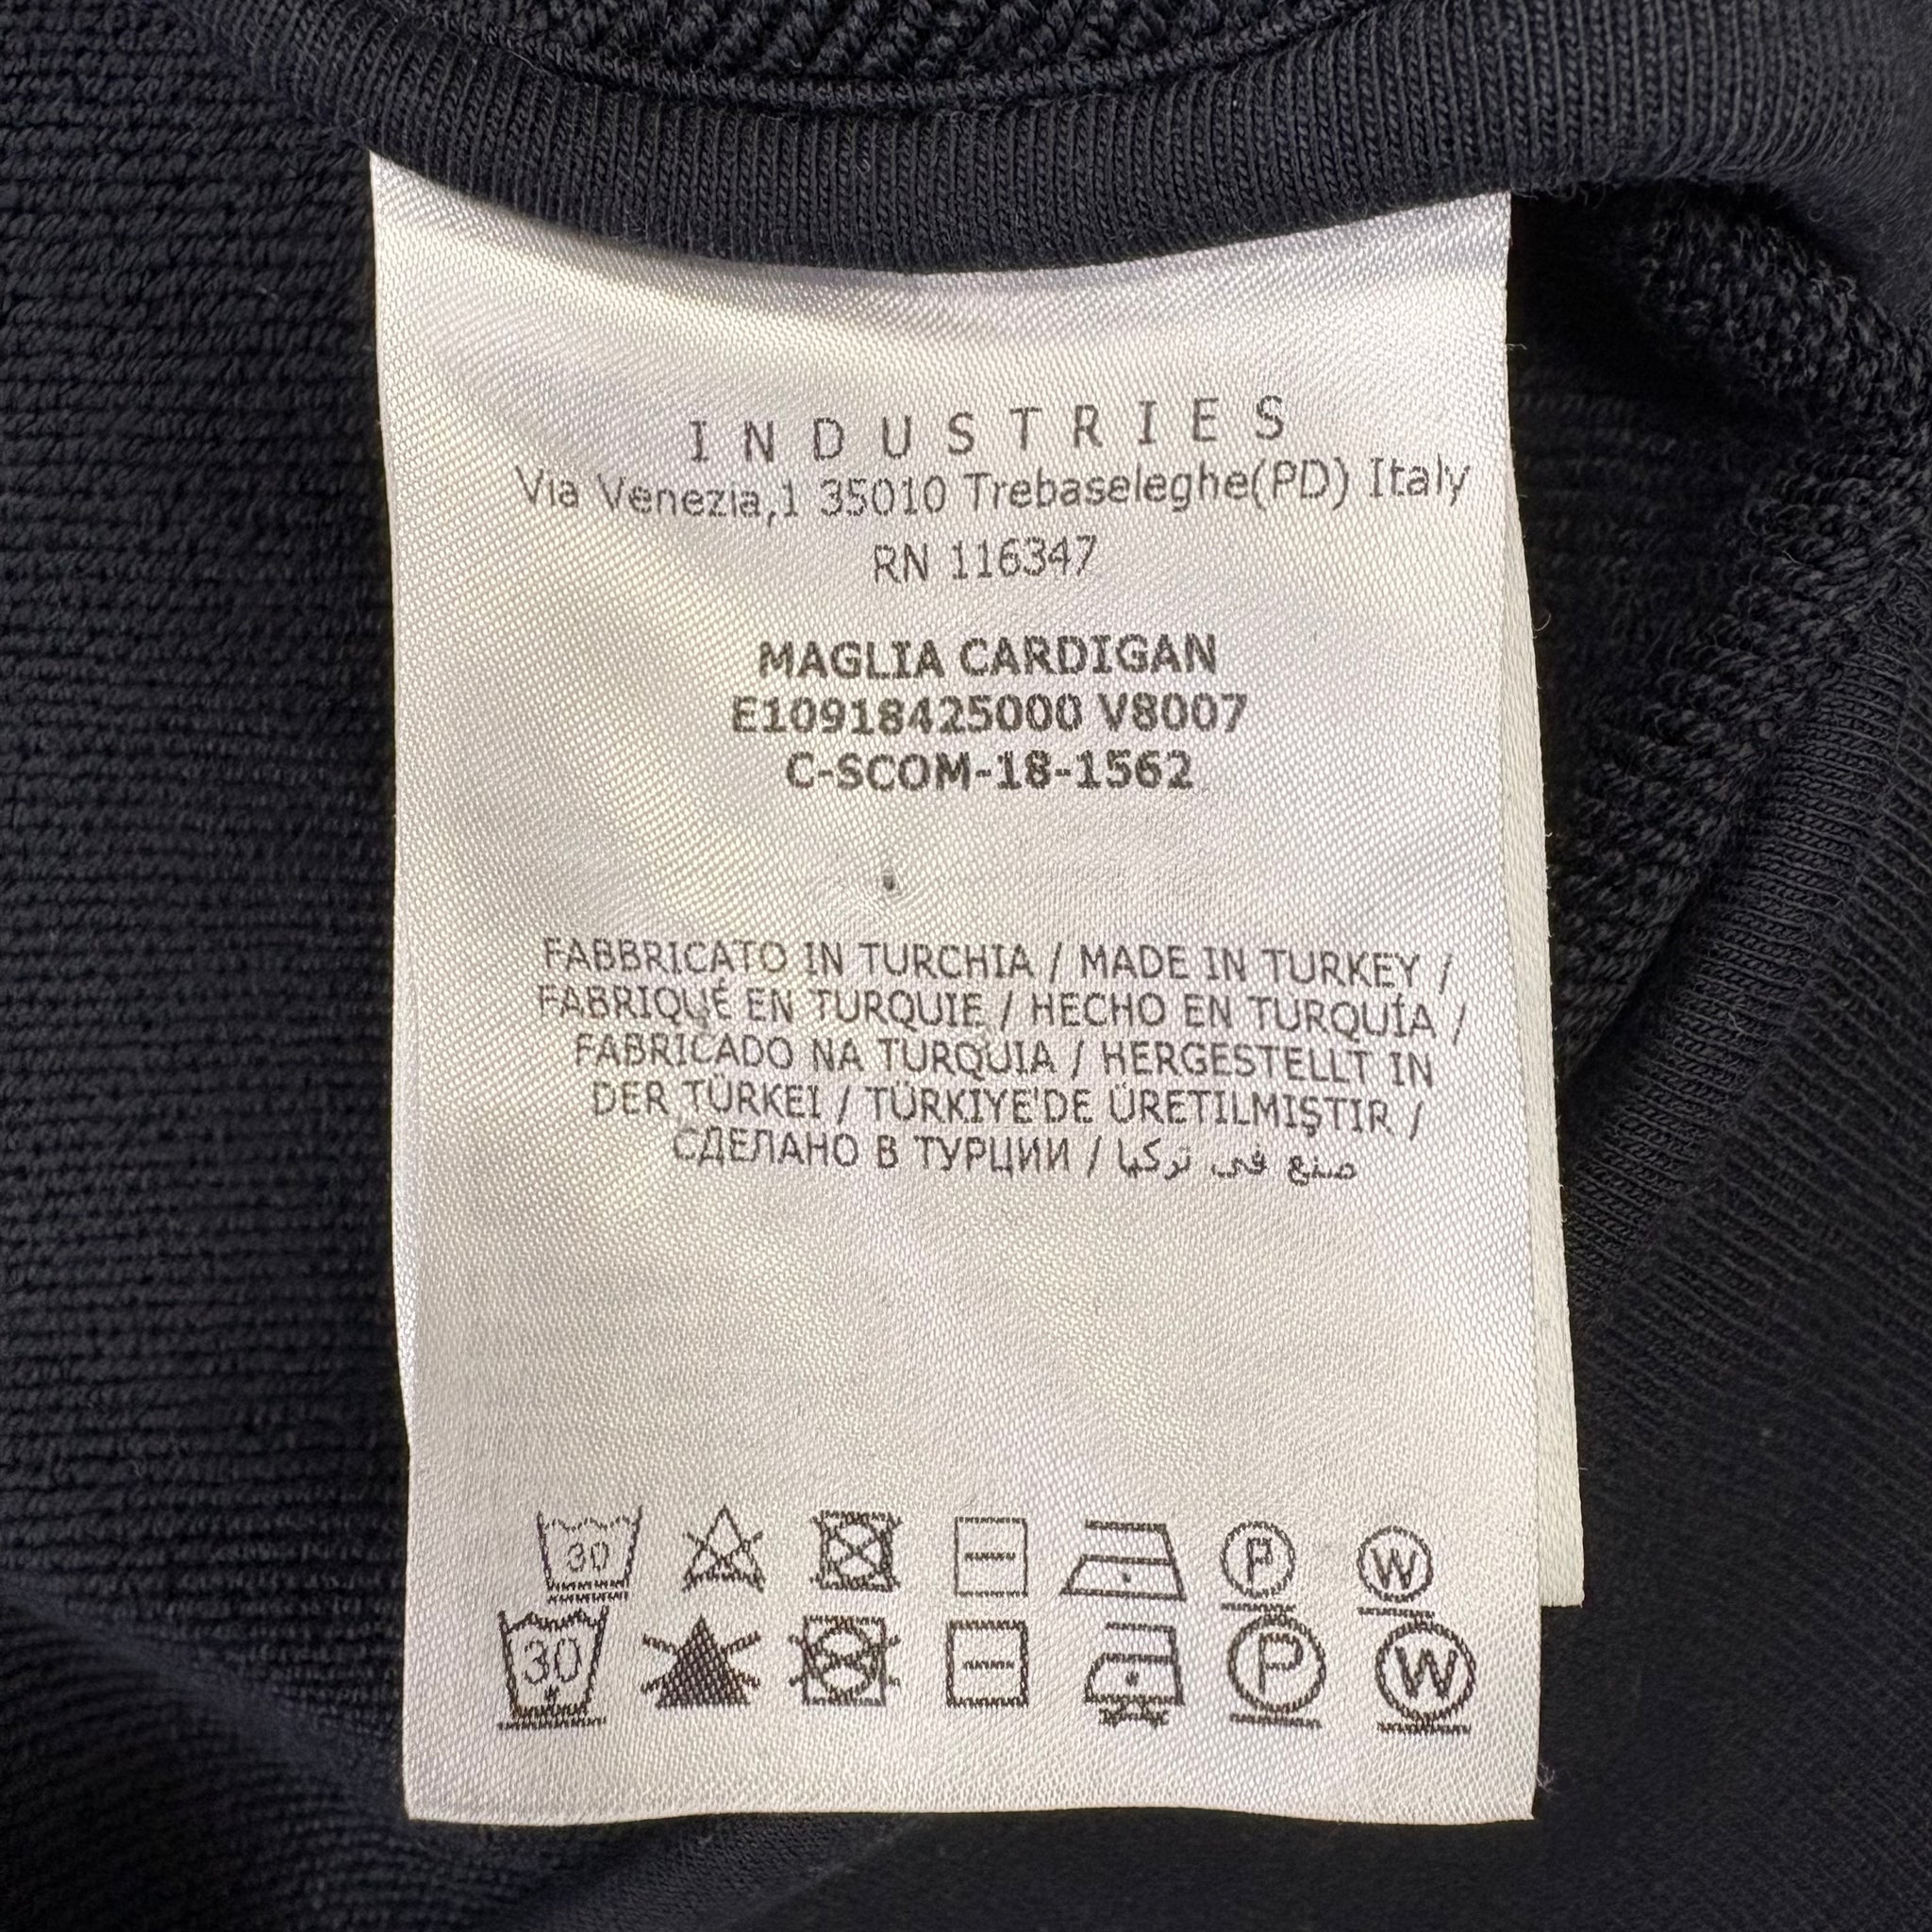 INDUSTRIES
Via Venezia,1 35010 Trebaseleghe(PD) Italy
RN 116347
MAGLIA CARDIGAN
E10918425000 V8007
C-SCOM-18-1562
FABBRICATO IN TURCHIA / MADE IN TURKEY /
FABRIQUÉ EN TURQUIE / HECHO EN TURQUÍA /
FABRICADO NA TURQUIA / HERGESTELLT IN
DER TÜRKEI / TÜRKIYE'DE ÜRETILMIŞTIR /
СДЕЛАНО В ТУРЦИИ / صنع في تركيا
30 P W
30 P W